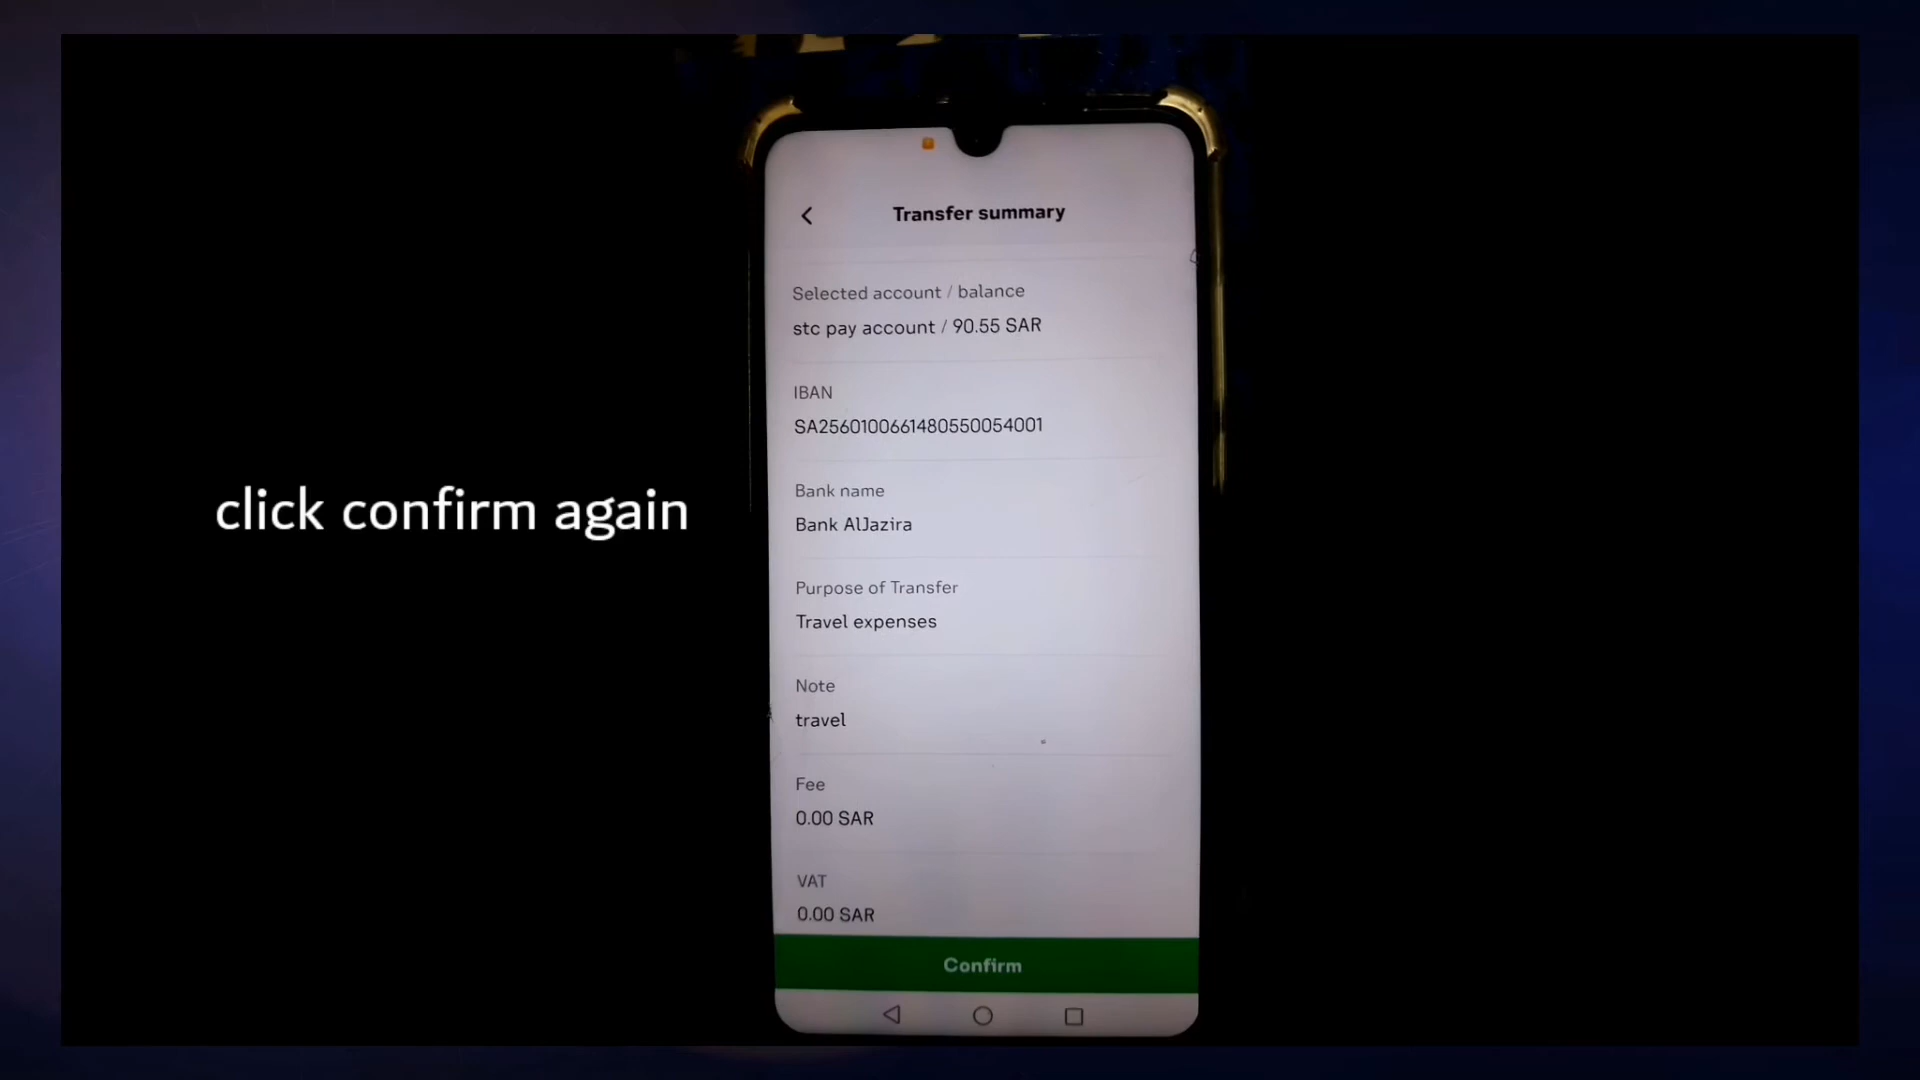 Transfer summary
Selected account / balance
stc pay account / 90.55 SAR
IBAN
SA2560100661480550054001
click confirm again
Bank name
Bank AlJazira
Purpose of Transfer
Travel expenses
Note
travel
Fee
0.00 SAR
VAT
0.00 SAR
Confirm